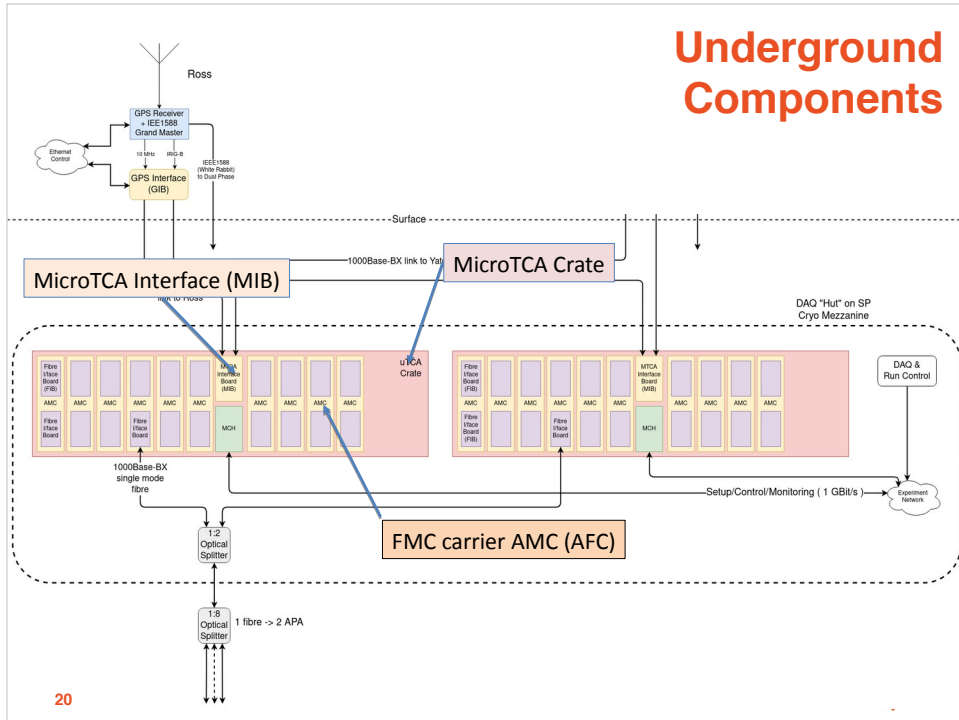 Underground
Components
Ross
GPS Receiver
+ IEE1588
Grand Master
Ethernet
Control
10 MHz
IRIG-B
IEEE1588
(White Rabbit)
to Dual Phase
GPS Interface
(GIB)
Surface
1000Base-BX link to Yat
MicroTCA Interface (MIB)
MicroTCA Crate
to Ross
DAQ "Hut" on SP
Cryo Mezzanine
Fibre
I/face
Board
(FIB)
AMC
Fibre
I/face
Board
AMC
AMC
AMC
Fibre
I/face
Board
AMC
Interface
Board
(MIB)
MCH
AMC
AMC
AMC
AMC
uTCA
Crate
Fibre
I/face
Board
(FIB)
AMC
Fibre
I/face
Board
(FIB)
AMC
AMC
AMC
Fibre
I/face
Board
AMC
MTCA
Interface
Board
(MIB)
MCH
AMC
AMC
AMC
AMC
DAQ &
Run Control
1000Base-BX
single mode
fibre
Setup/Control/Monitoring ( 1 GBit/s )
Experiment
Network
1:2
Optical
Splitter
FMC carrier AMC (AFC)
1:8
Optical
Splitter
1 fibre -> 2 APA
20